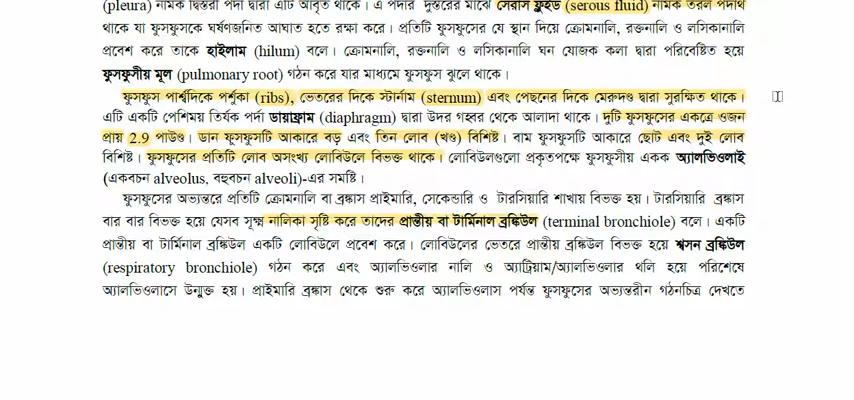 (pleura) নামক দ্বিস্তরী পর্দা দ্বারা এটি আবৃত থাকে। এ পর্দার দুস্তরের মাঝে সেরাস ফ্লুইড (serous fluid) নামক তরল পদার্থ
থাকে যা ফুসফুসকে ঘর্ষণজনিত আঘাত হতে রক্ষা করে। প্রতিটি ফুসফুসের যে স্থান দিয়ে ক্রোমনালি, রক্তনালি ও লসিকানালি
প্রবেশ করে তাকে হাইলাম (hilum) বলে। ক্রোমনালি, রক্তনালি ও লসিকানালি ঘন যোজক কলা দ্বারা পরিবেষ্টিত হয়ে
ফুসফুসীয় মূল (pulmonary root) গঠন করে যার মাধ্যমে ফুসফুস ঝুলে থাকে।
ফুসফুস পার্শ্বদিকে পর্শুকা (ribs), ভেতরের দিকে স্টার্নাম (sternum) এবং পেছনের দিকে মেরুদণ্ড দ্বারা সুরক্ষিত থাকে।
এটি একটি পেশিময় তির্যক পর্দা ডায়াফ্রাম (diaphragm) দ্বারা উদর গহ্বর থেকে আলাদা থাকে। দুটি ফুসফুসের একত্রে ওজন
প্রায় 2.9 পাউন্ড। ডান ফুসফুসটি আকারে বড় এবং তিন লোব (খণ্ড) বিশিষ্ট। বাম ফুসফুসটি আকারে ছোট এবং দুই লোব
বিশিষ্ট। ফুসফুসের প্রতিটি লোব অসংখ্য লোবিউলে বিভক্ত থাকে। লোবিউলগুলো প্রকৃতপক্ষে ফুসফুসীয় একক অ্যালভিওলাই
(একবচন alveolus, বহুবচন alveoli)-এর সমষ্টি।
ফুসফুসের অভ্যন্তরে প্রতিটি ক্রোমনালি বা ব্রঙ্কাস প্রাইমারি, সেকেন্ডারি ও টারসিয়ারি শাখায় বিভক্ত হয়। টারসিয়ারি ব্রঙ্কাস
বার বার বিভক্ত হয়ে যেসব সূক্ষ্ম নালিকা সৃষ্টি করে তাদের প্রান্তীয় বা টার্মিনাল ব্রঙ্কিউল (terminal bronchiole) বলে। একটি
প্রান্তীয় বা টার্মিনাল ব্রঙ্কিউল একটি লোবিউলে প্রবেশ করে। লোবিউলের ভেতরে প্রান্তীয় ব্রঙ্কিউল বিভক্ত হয়ে শ্বসন ব্রঙ্কিউল
(respiratory bronchiole) গঠন করে এবং অ্যালভিওলার নালি ও অ্যাট্রিয়াম/অ্যালভিওলার থলি হয়ে পরিশেষে
অ্যালভিওলাসে উন্মুক্ত হয়। প্রাইমারি ব্রঙ্কাস থেকে শুরু করে অ্যালভিওলাস পর্যন্ত ফুসফুসের অভ্যন্তরীন গঠনচিত্র দেখতে